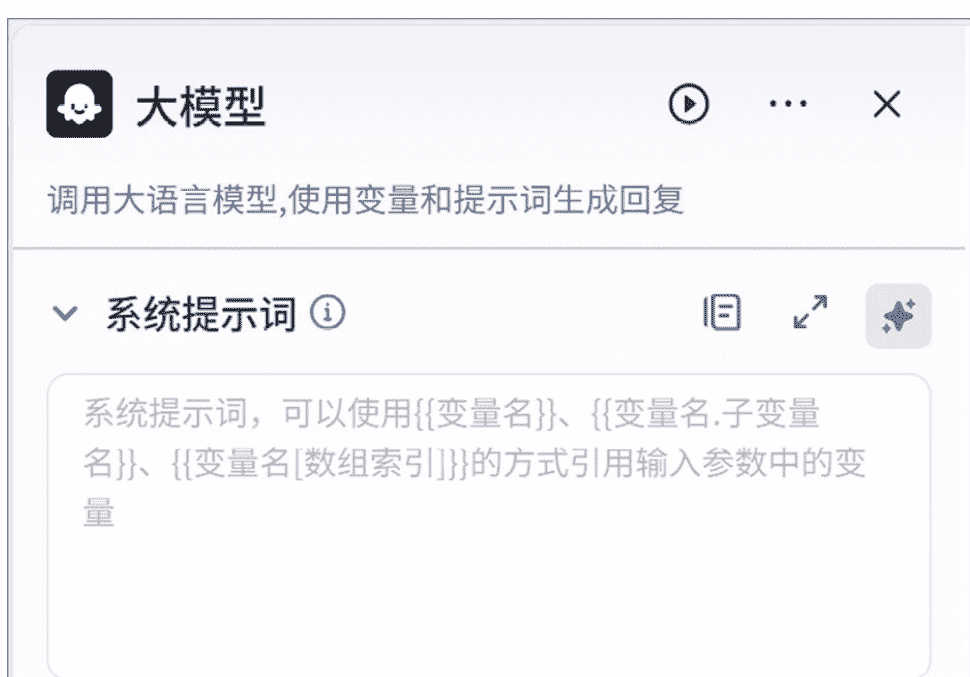 大模型
调用大语言模型,使用变量和提示词生成回复
系统提示词
系统提示词，可以使用{{变量名}}、{{变量名.子变量
名}}、{{变量名[数组索引]}}的方式引用输入参数中的变
量